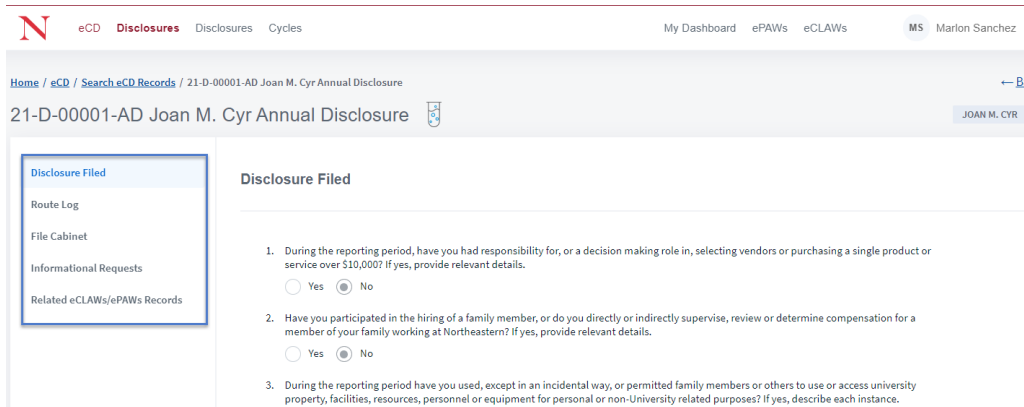 N eCD Disclosures Disclosures Cycles My Dashboard ePAWs eCLAWs MS Marlon Sanchez
Home / eCD / Search eCD Records / 21-D-00001-AD Joan M. Cyr Annual Disclosure ←B
21-D-00001-AD Joan M. Cyr Annual Disclosure JOAN M. CYR
Disclosure Filed
Route Log
File Cabinet
Informational Requests
Related eCLAWs/ePAWs Records
Disclosure Filed
1. During the reporting period, have you had responsibility for, or a decision making role in, selecting vendors or purchasing a single product or
service over $10,000? If yes, provide relevant details.
Yes No
2. Have you participated in the hiring of a family member, or do you directly or indirectly supervise, review or determine compensation for a
member of your family working at Northeastern? If yes, provide relevant details.
Yes No
3. During the reporting period have you used, except in an incidental way, or permitted family members or others to use or access university
property, facilities, resources, personnel or equipment for personal or non-University related purposes? If yes, describe each instance.